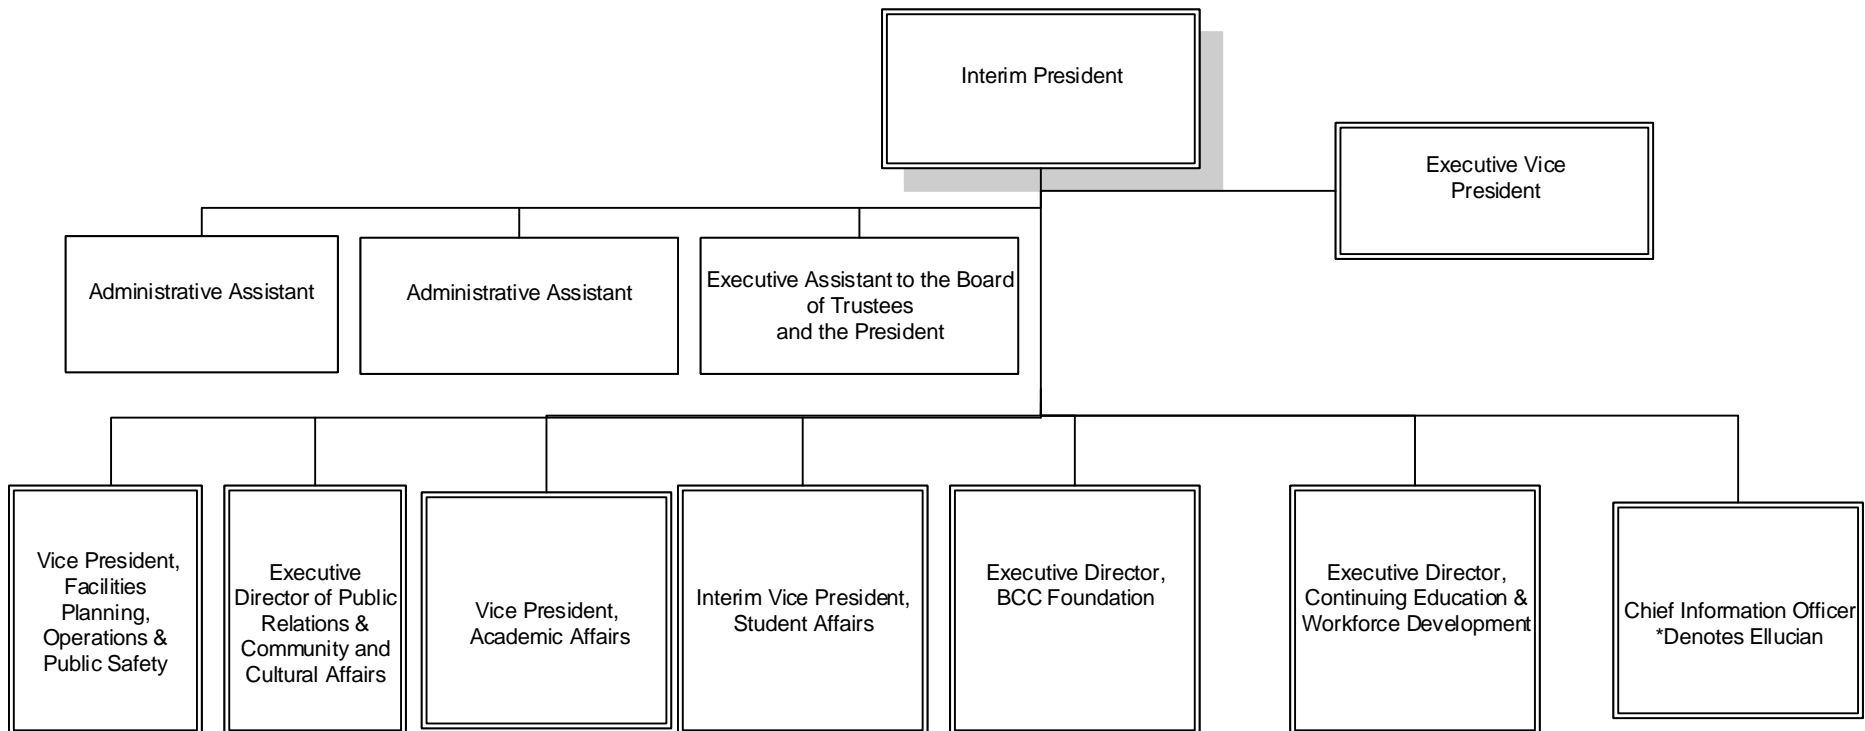 Interim President
Executive Vice
President
Administrative Assistant
Administrative Assistant
Executive Assistant to the Board
of Trustees
and the President
Vice President,
Facilities
Planning,
Operations &
Public Safety
Executive
Director of Public
Relations &
Community and
Cultural Affairs
Vice President,
Academic Affairs
Interim Vice President,
Student Affairs
Executive Director,
BCC Foundation
Executive Director,
Continuing Education &
Workforce Development
Chief Information Officer
*Denotes Ellucian